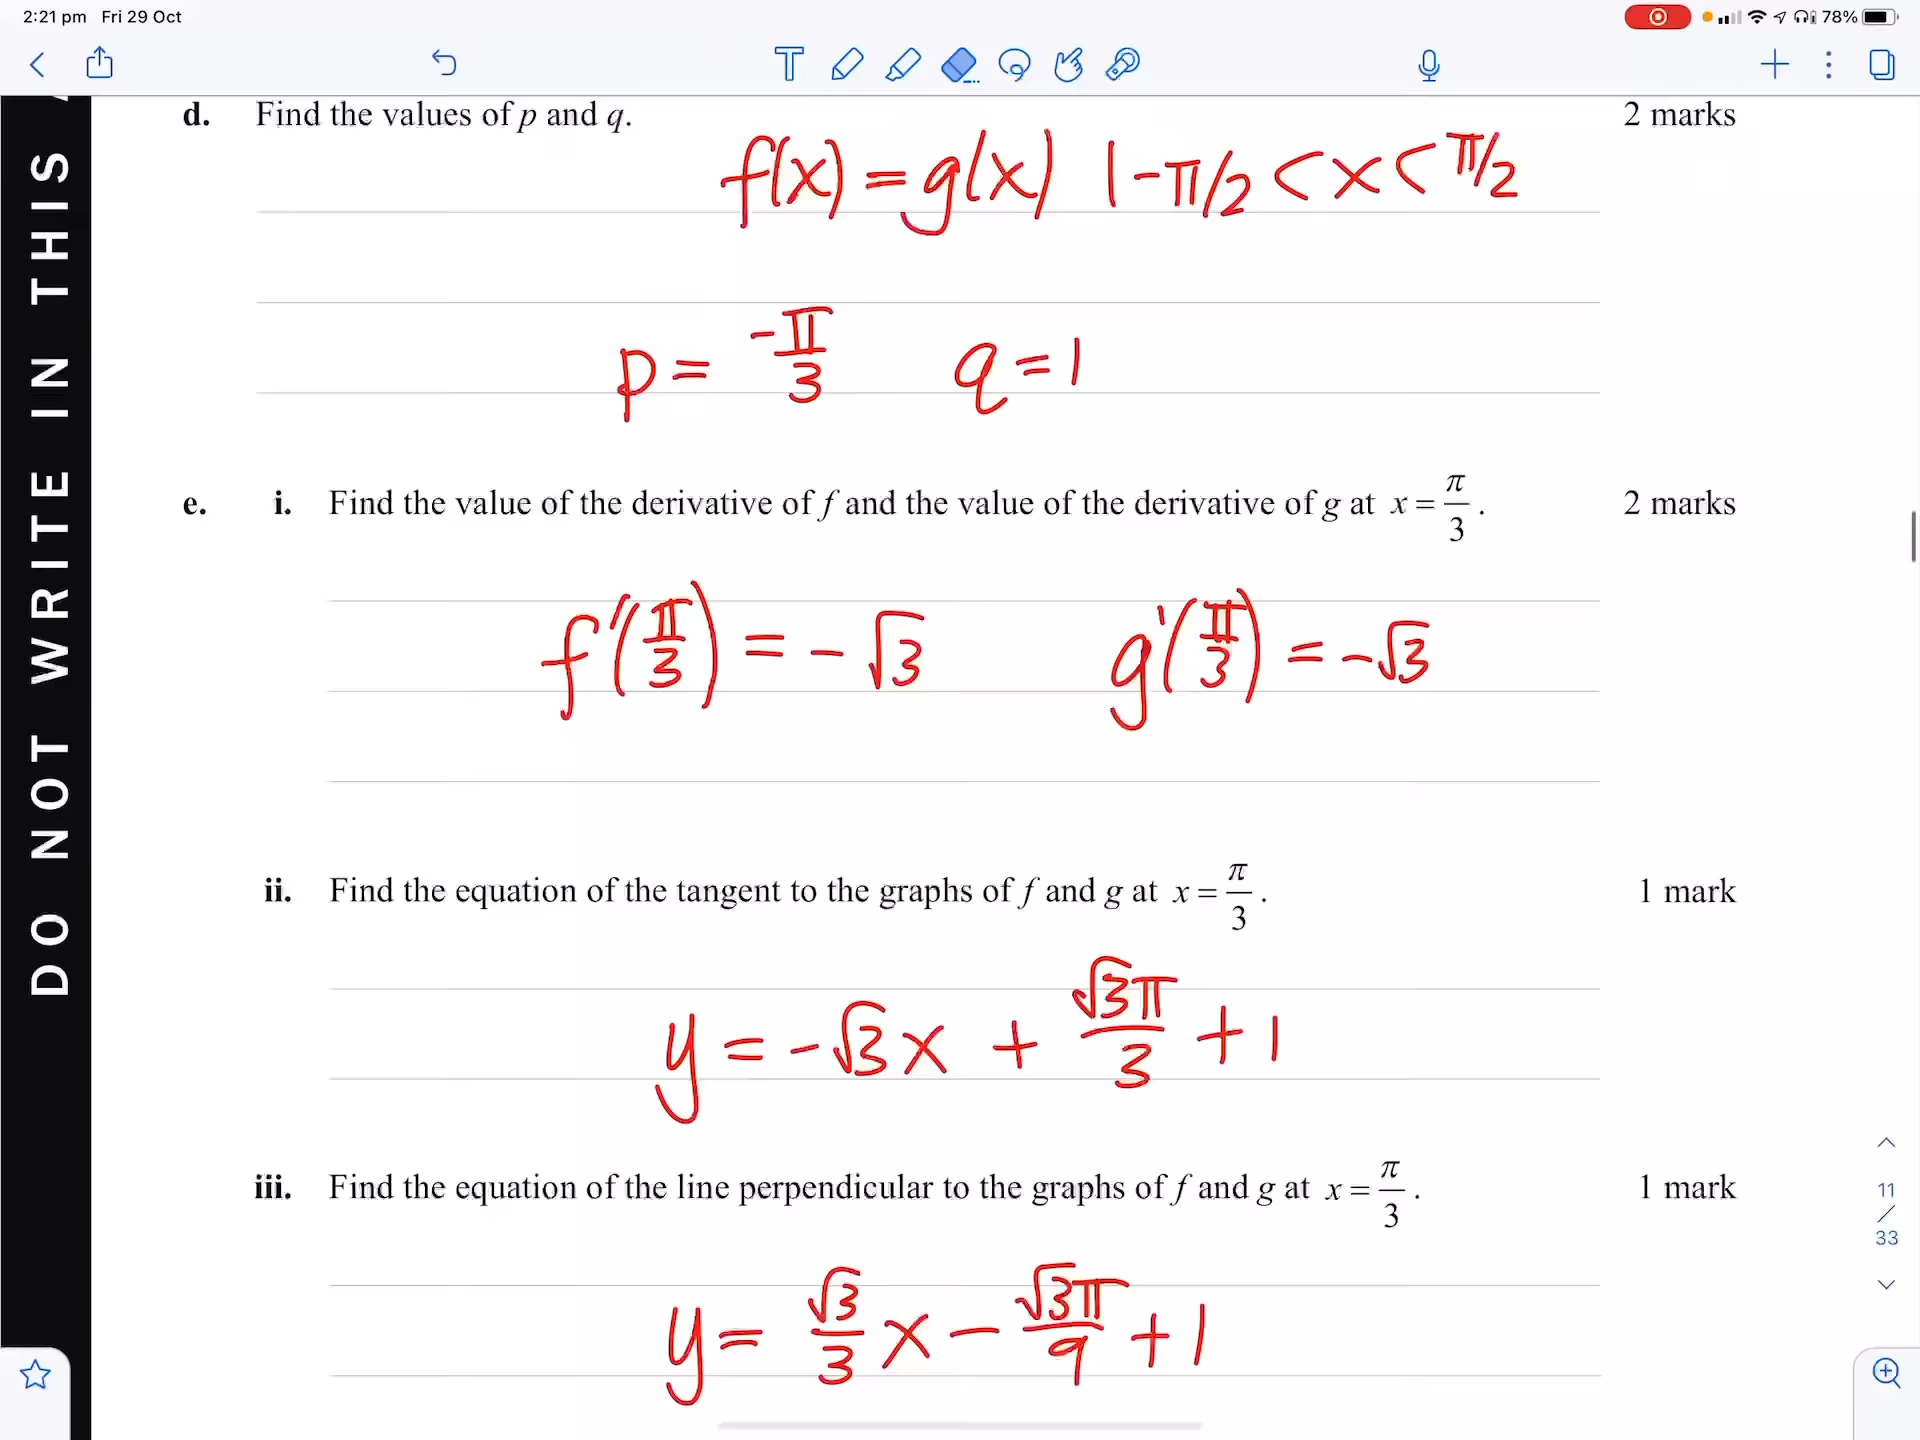 2:21 pm Fri 29 Oct 78%
d. Find the values of p and q. 2 marks
f(x) = g(x) | -π/2 < x < π/2
p = -π/3 q = 1
e. i. Find the value of the derivative of f and the value of the derivative of g at x = π/3. 2 marks
f'(π/3) = -√3 g'(π/3) = -√3
ii. Find the equation of the tangent to the graphs of f and g at x = π/3. 1 mark
y = -√3x + √3π/3 + 1
iii. Find the equation of the line perpendicular to the graphs of f and g at x = π/3. 1 mark
y = √3/3 x - √3π/9 + 1
DO NOT WRITE IN THIS
11
/
33